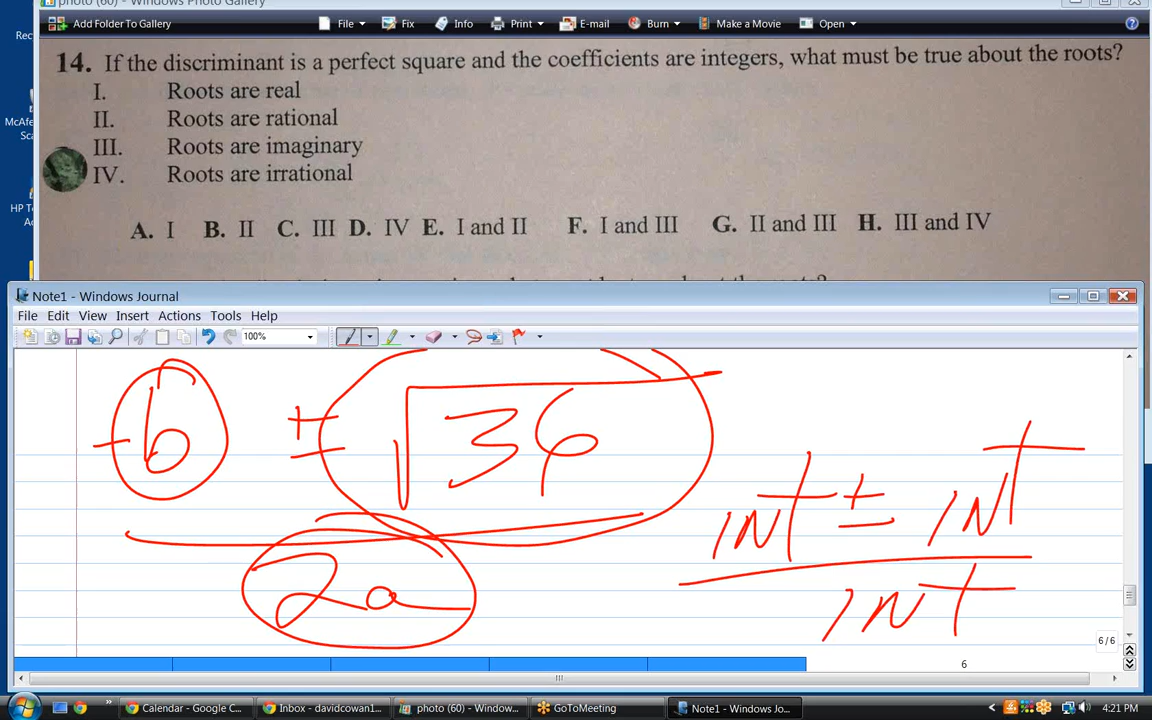 photo (60) - Windows Photo Gallery
Add Folder To Gallery File Fix Info Print E-mail Burn Make a Movie Open
14. If the discriminant is a perfect square and the coefficients are integers, what must be true about the roots?
I. Roots are real
II. Roots are rational
III. Roots are imaginary
IV. Roots are irrational
A. I B. II C. III D. IV E. I and II F. I and III G. II and III H. III and IV
Note1 - Windows Journal
File Edit View Insert Actions Tools Help
100%
-b ± √36
2a
INT ± INT
INT
6/6
6
Calendar - Google C... Inbox - davidcowan1... photo (60) - Window... GoToMeeting Note1 - Windows Jo... 4:21 PM